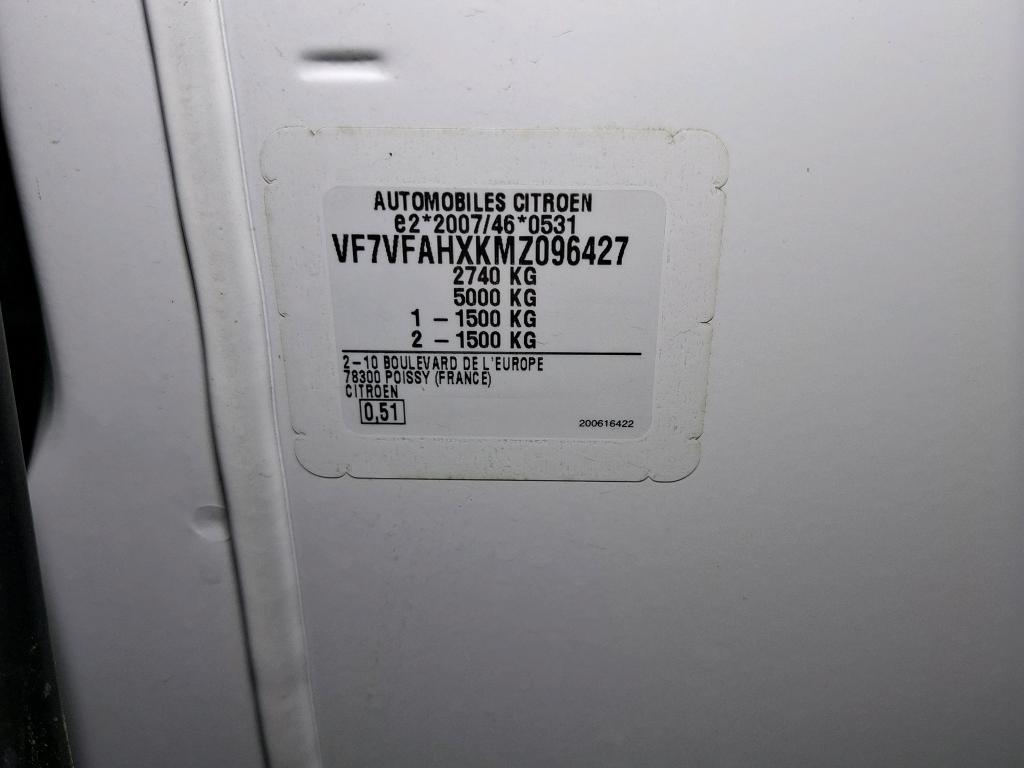 AUTOMOBILES CITROEN
e2*2007/46*0531
VF7VFAHXKMZ096427
2740 KG
5000 KG
1 - 1500 KG
2 - 1500 KG
2-10 BOULEVARD DE L'EUROPE
78300 POISSY (FRANCE)
CITROEN
0,51
200616422